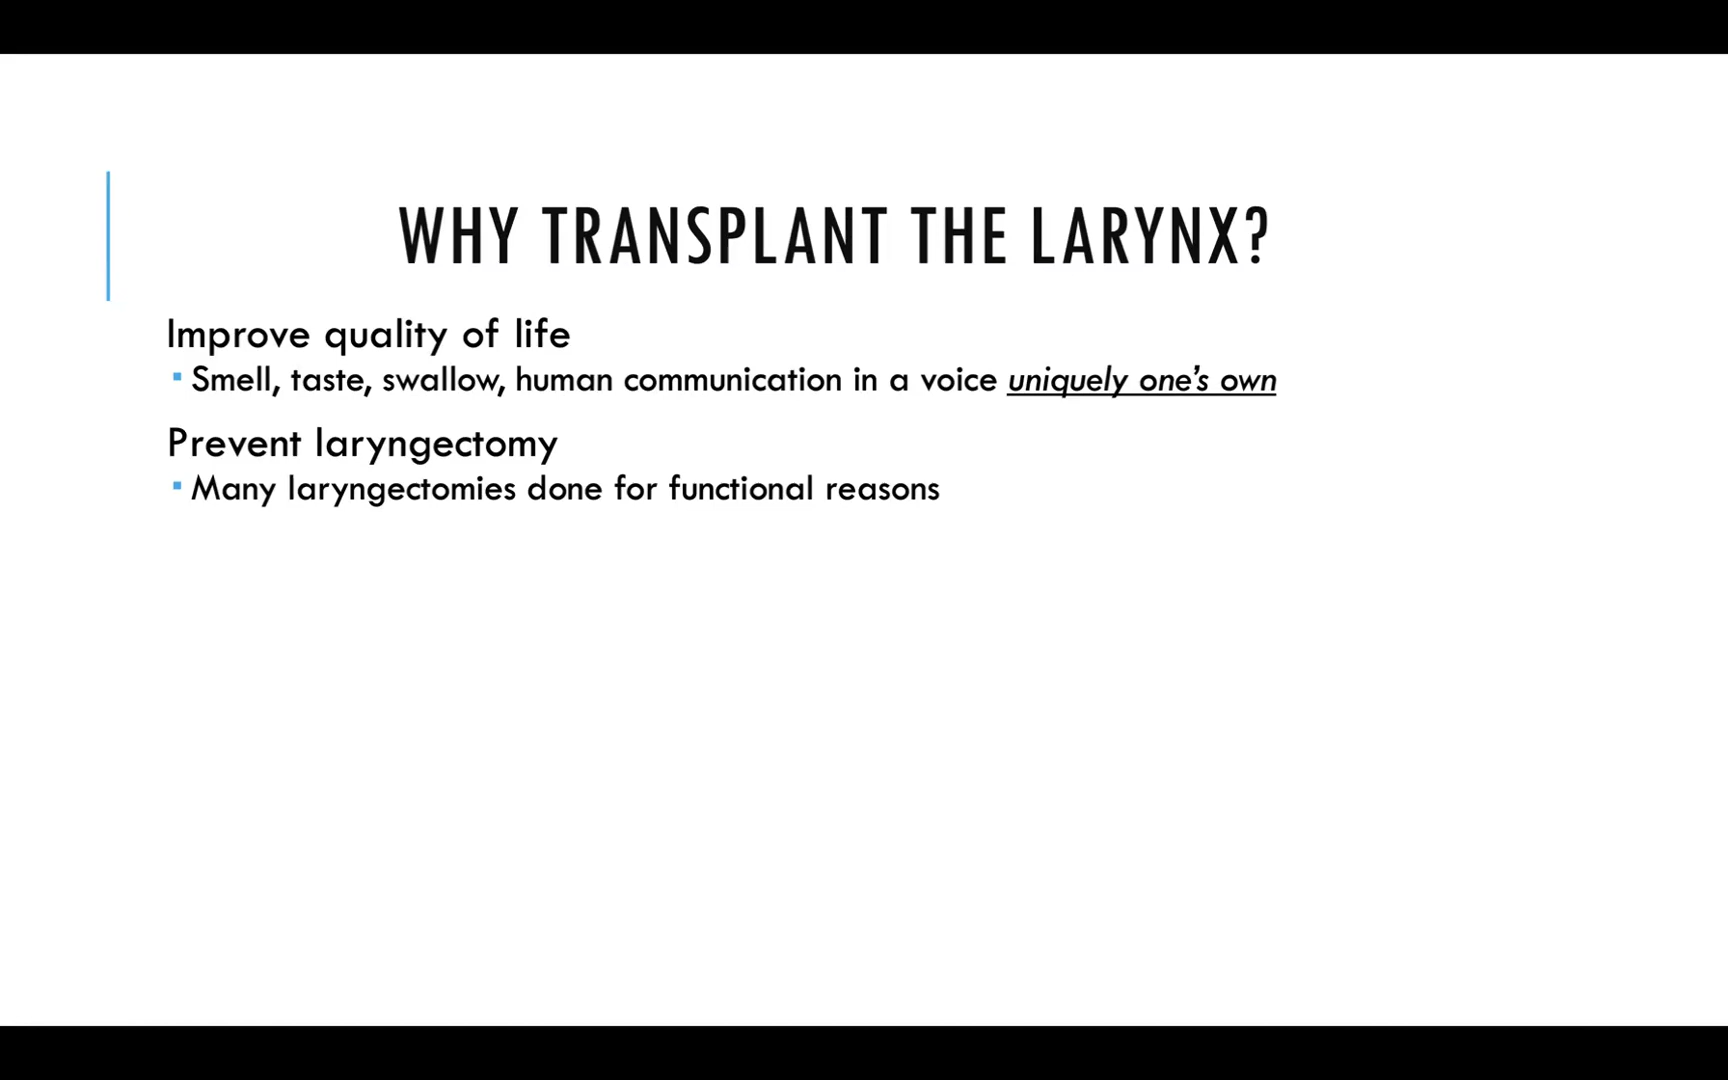 WHY TRANSPLANT THE LARYNX?
Improve quality of life
▪ Smell, taste, swallow, human communication in a voice uniquely one’s own
Prevent laryngectomy
▪ Many laryngectomies done for functional reasons